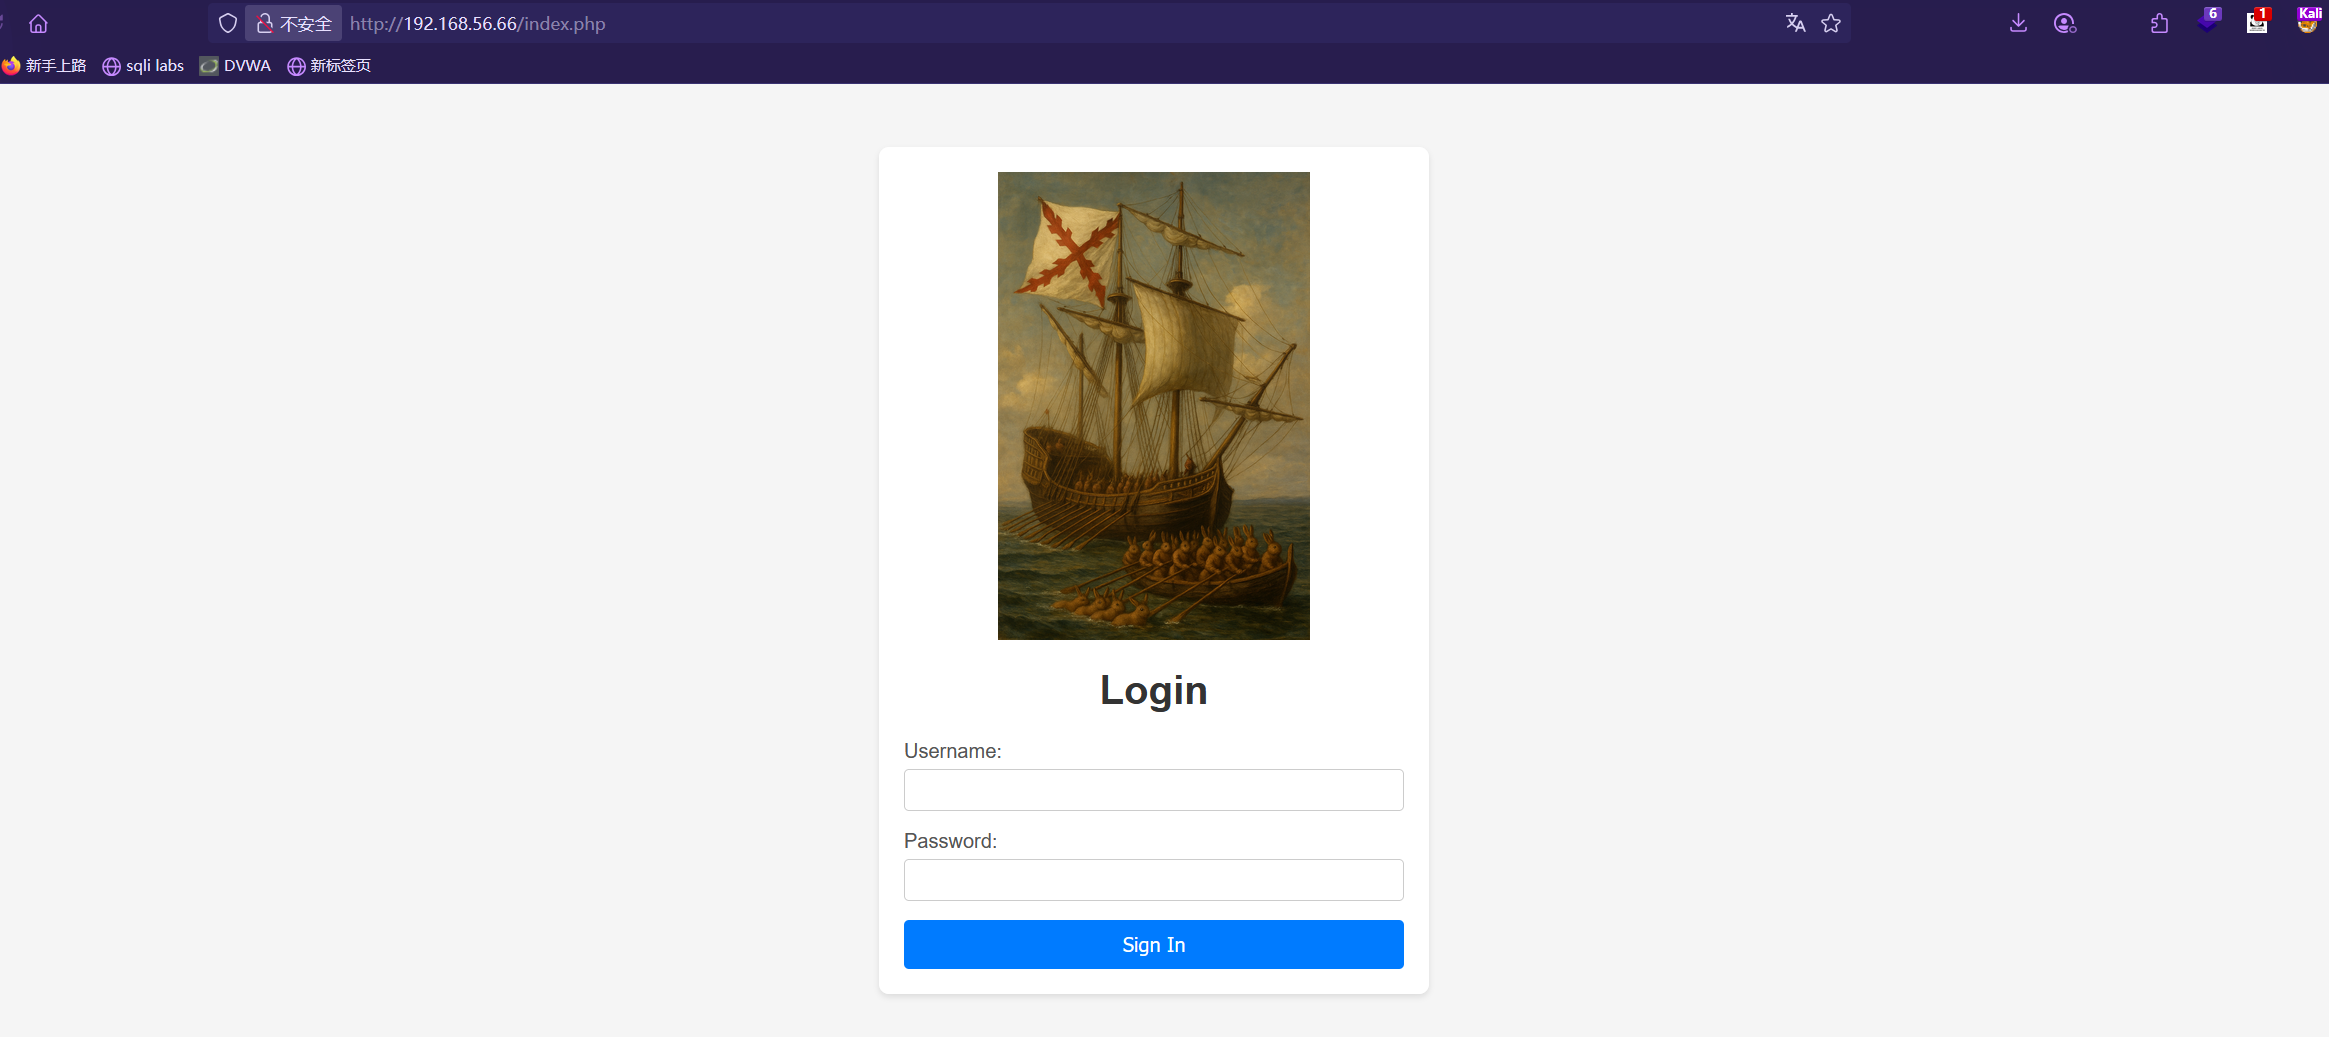 不安全 http://192.168.56.66/index.php 6 1 Kali
新手上路 sqli labs DVWA 新标签页
Login
Username:
Password:
Sign In